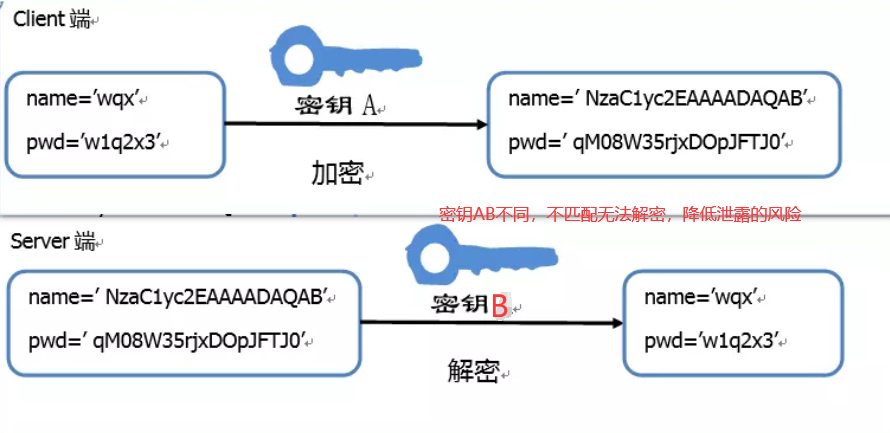 Client 端
name=’wqx’
pwd=’w1q2x3’
密钥 A
加密
name=’ NzaC1yc2EAAAADAQAB’
pwd=’ qM08W35rjxDOpJFTJ0’
密钥AB不同，不匹配无法解密，降低泄露的风险
Server 端
name=’ NzaC1yc2EAAAADAQAB’
pwd=’ qM08W35rjxDOpJFTJ0’
密钥B
解密
name=’wqx’
pwd=’w1q2x3’